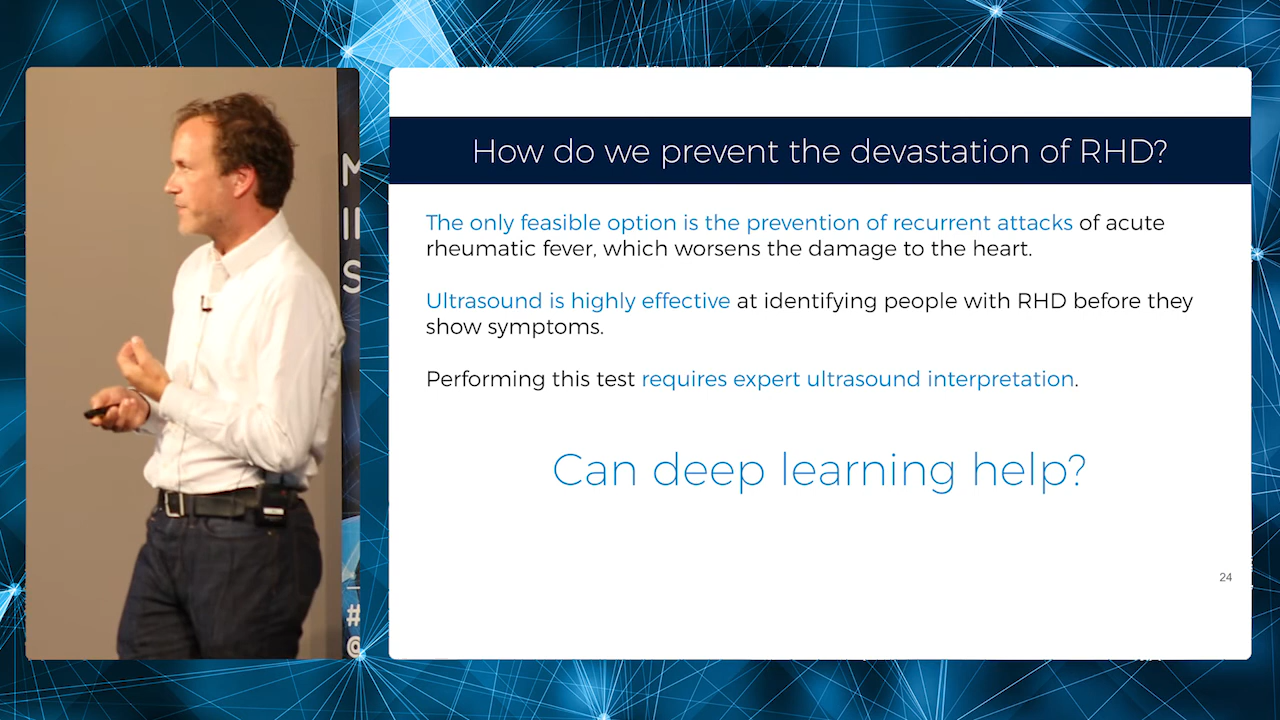 How do we prevent the devastation of RHD?
The only feasible option is the prevention of recurrent attacks of acute
rheumatic fever, which worsens the damage to the heart.
Ultrasound is highly effective at identifying people with RHD before they
show symptoms.
Performing this test requires expert ultrasound interpretation.
Can deep learning help?
24
M
S
#
@